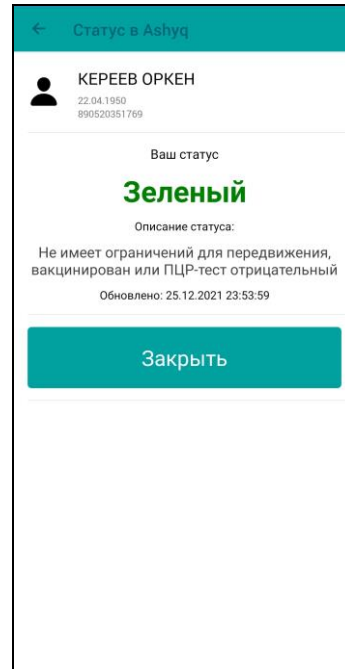 Статус в Ashyq
КЕРЕЕВ ОРКЕН
22.04.1950
890520351769
Ваш статус
Зеленый
Описание статуса:
Не имеет ограничений для передвижения,
вакцинирован или ПЦР-тест отрицательный
Обновлено: 25.12.2021 23:53:59
Закрыть